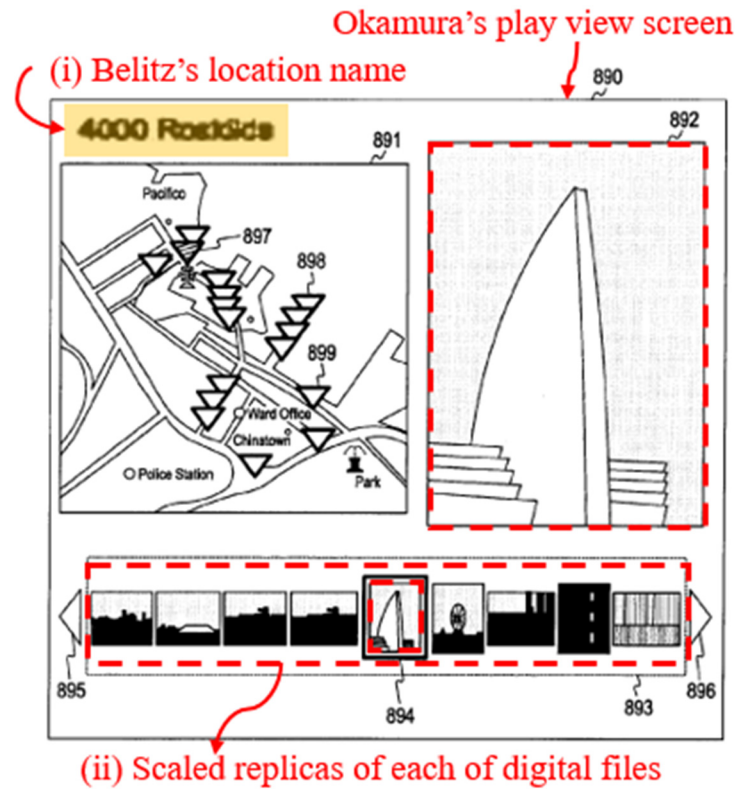 Okamura's play view screen
(i) Belitz's location name
890
4000
891
892
Pacifico
897
898
899
Ward Office
Chinatown
Police Station
Park
895
894
893
896
(ii) Scaled replicas of each of digital files